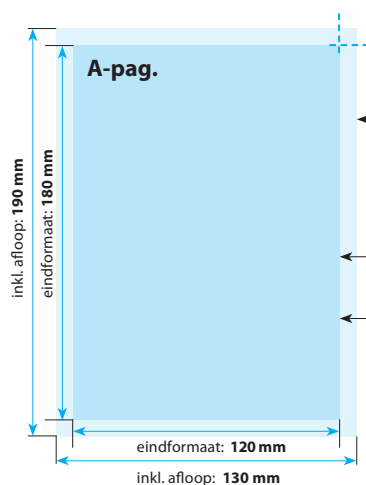 A-pag.
inkl. afloop: 190 mm
eindformaat: 180 mm
eindformaat: 120 mm
inkl. afloop: 130 mm